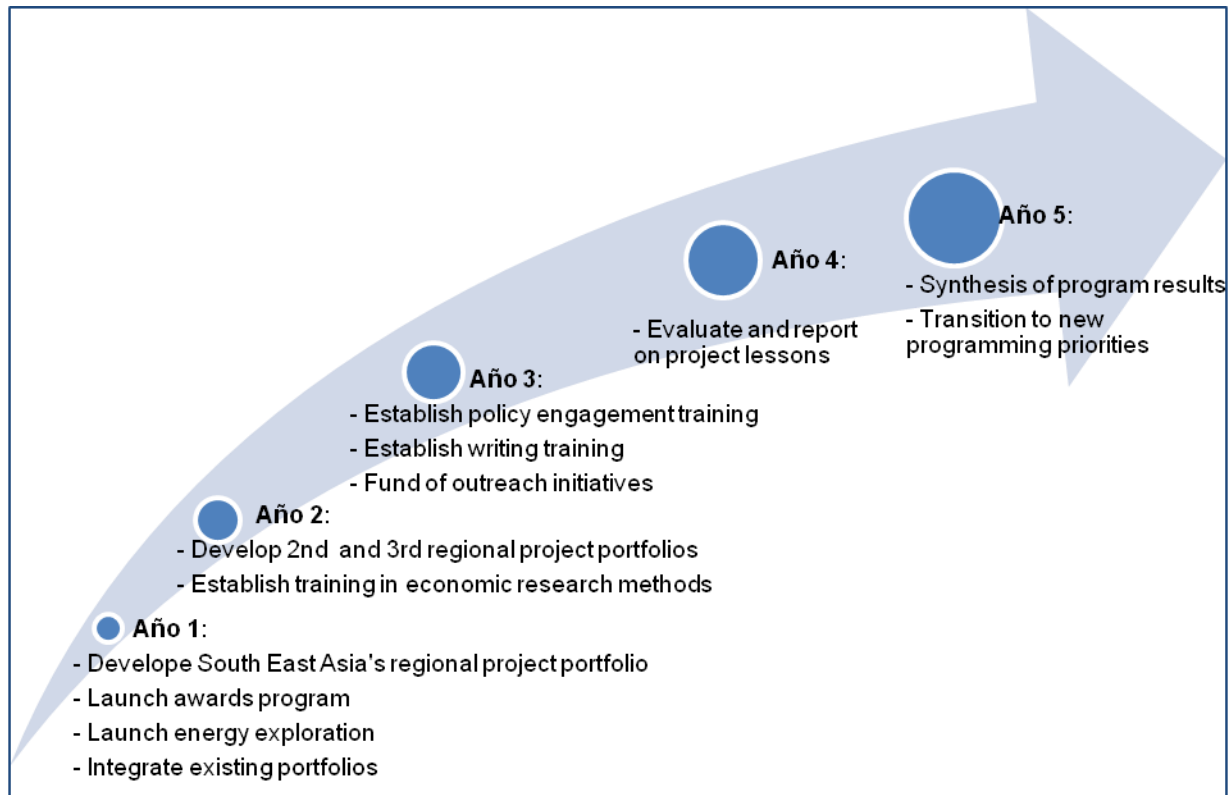 Año 1:
- Develope South East Asia's regional project portfolio
- Launch awards program
- Launch energy exploration
- Integrate existing portfolios
Año 2:
- Develop 2nd and 3rd regional project portfolios
- Establish training in economic research methods
Año 3:
- Establish policy engagement training
- Establish writing training
- Fund of outreach initiatives
Año 4:
- Evaluate and report
on project lessons
Año 5:
- Synthesis of program results
- Transition to new
programming priorities